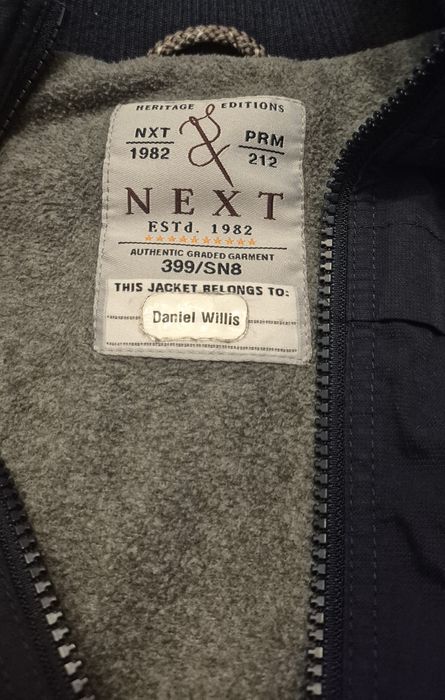 HERITAGE EDITIONS
NXT PRM
1982 212
NEXT
ESTd. 1982
AUTHENTIC GRADED GARMENT
399/SN8
THIS JACKET BELONGS TO:
Daniel Willis